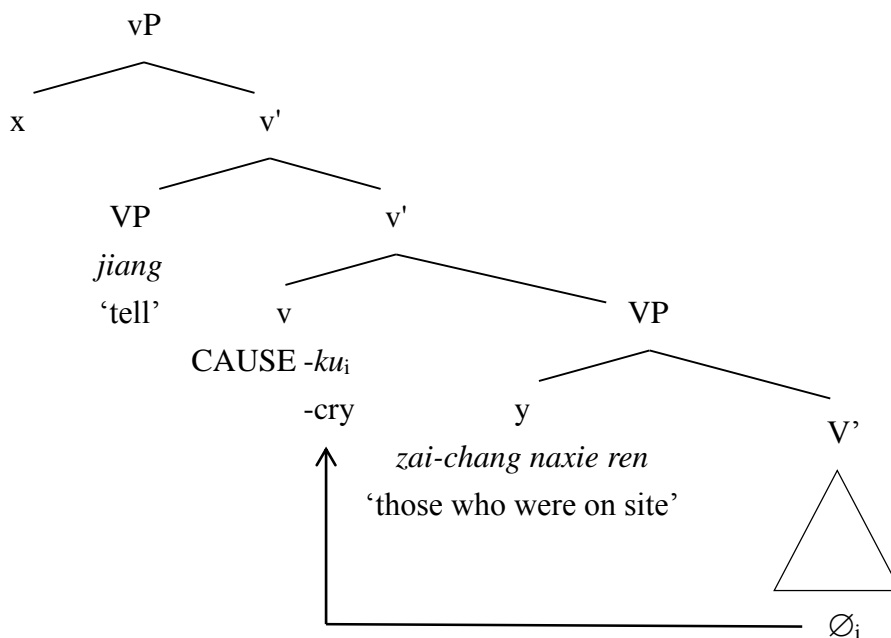 vP
x v'
VP v'
jiang
‘tell’ v VP
CAUSE -kuᵢ
-cry y V’
zai-chang naxie ren
‘those who were on site’
∅ᵢ